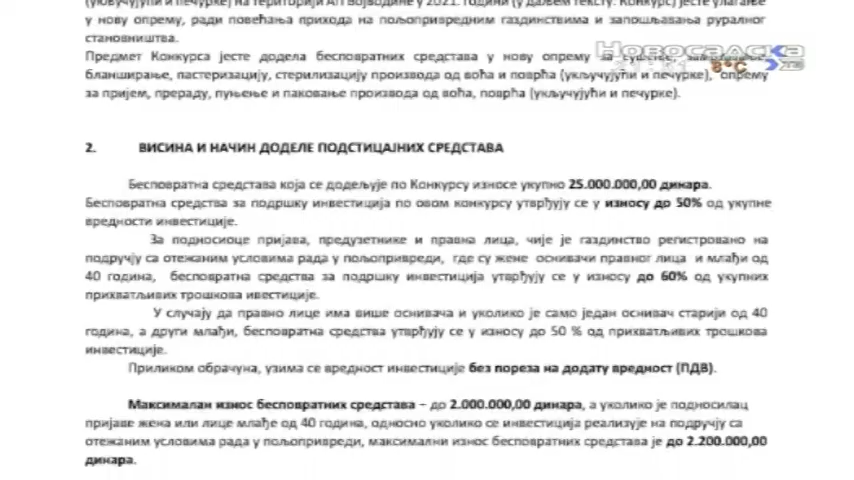 (укључујући и печурке) на територији АП Војводине у 2021. години (у даљем тексту: Конкурс) јесте улагање
у нову опрему, ради повећања прихода на пољопривредним газдинствима и запошљавања руралног
становништва.
Предмет Конкурса јесте додела бесповратних средстава у нову опрему за
бланширање, пастеризацију, стерилизацију производа од воћа и поврћа (укључујући и печурке), опрему
за пријем, прераду, пуњење и паковање производа од воћа, поврћа (укључујући и печурке).
Новосадска
8°C
2. ВИСИНА И НАЧИН ДОДЕЛЕ ПОДСТИЦАЈНИХ СРЕДСТАВА
Бесповратна средстава која се додељује по Конкурсу износе укупно 25.000.000,00 динара.
Бесповратна средства за подршку инвестиција по овом конкурсу утврђују се у износу до 50% од укупне
вредности инвестиције.
За подносиоце пријава, предузетнике и правна лица, чије је газдинство регистровано на
подручју са отежаним условима рада у пољопривреди, где су жене оснивачи правног лица и млађи од
40 година, бесповратна средства за подршку инвестиција утврђују се у износу до 60% од укупних
прихватљивих трошкова ивестиције.
У случају да правно лице има више оснивача и уколико је само један оснивач старији од 40
година, а други млађи, бесповратна средства утврђују се у износу до 50 % од прихватљивих трошкова
инвестиције.
Приликом обрачуна, узима се вредност инвестиције без пореза на додату вредност (ПДВ).
Максималан износ бесповратних средстава – до 2.000.000,00 динара, а уколико је подносилац
пријаве жена или лице млађе од 40 година, односно уколико се инвестиција реализује на подручју са
отежаним условима рада у пољопривреди, максимални износ бесповратних средстава је до 2.200.000,00
динара.